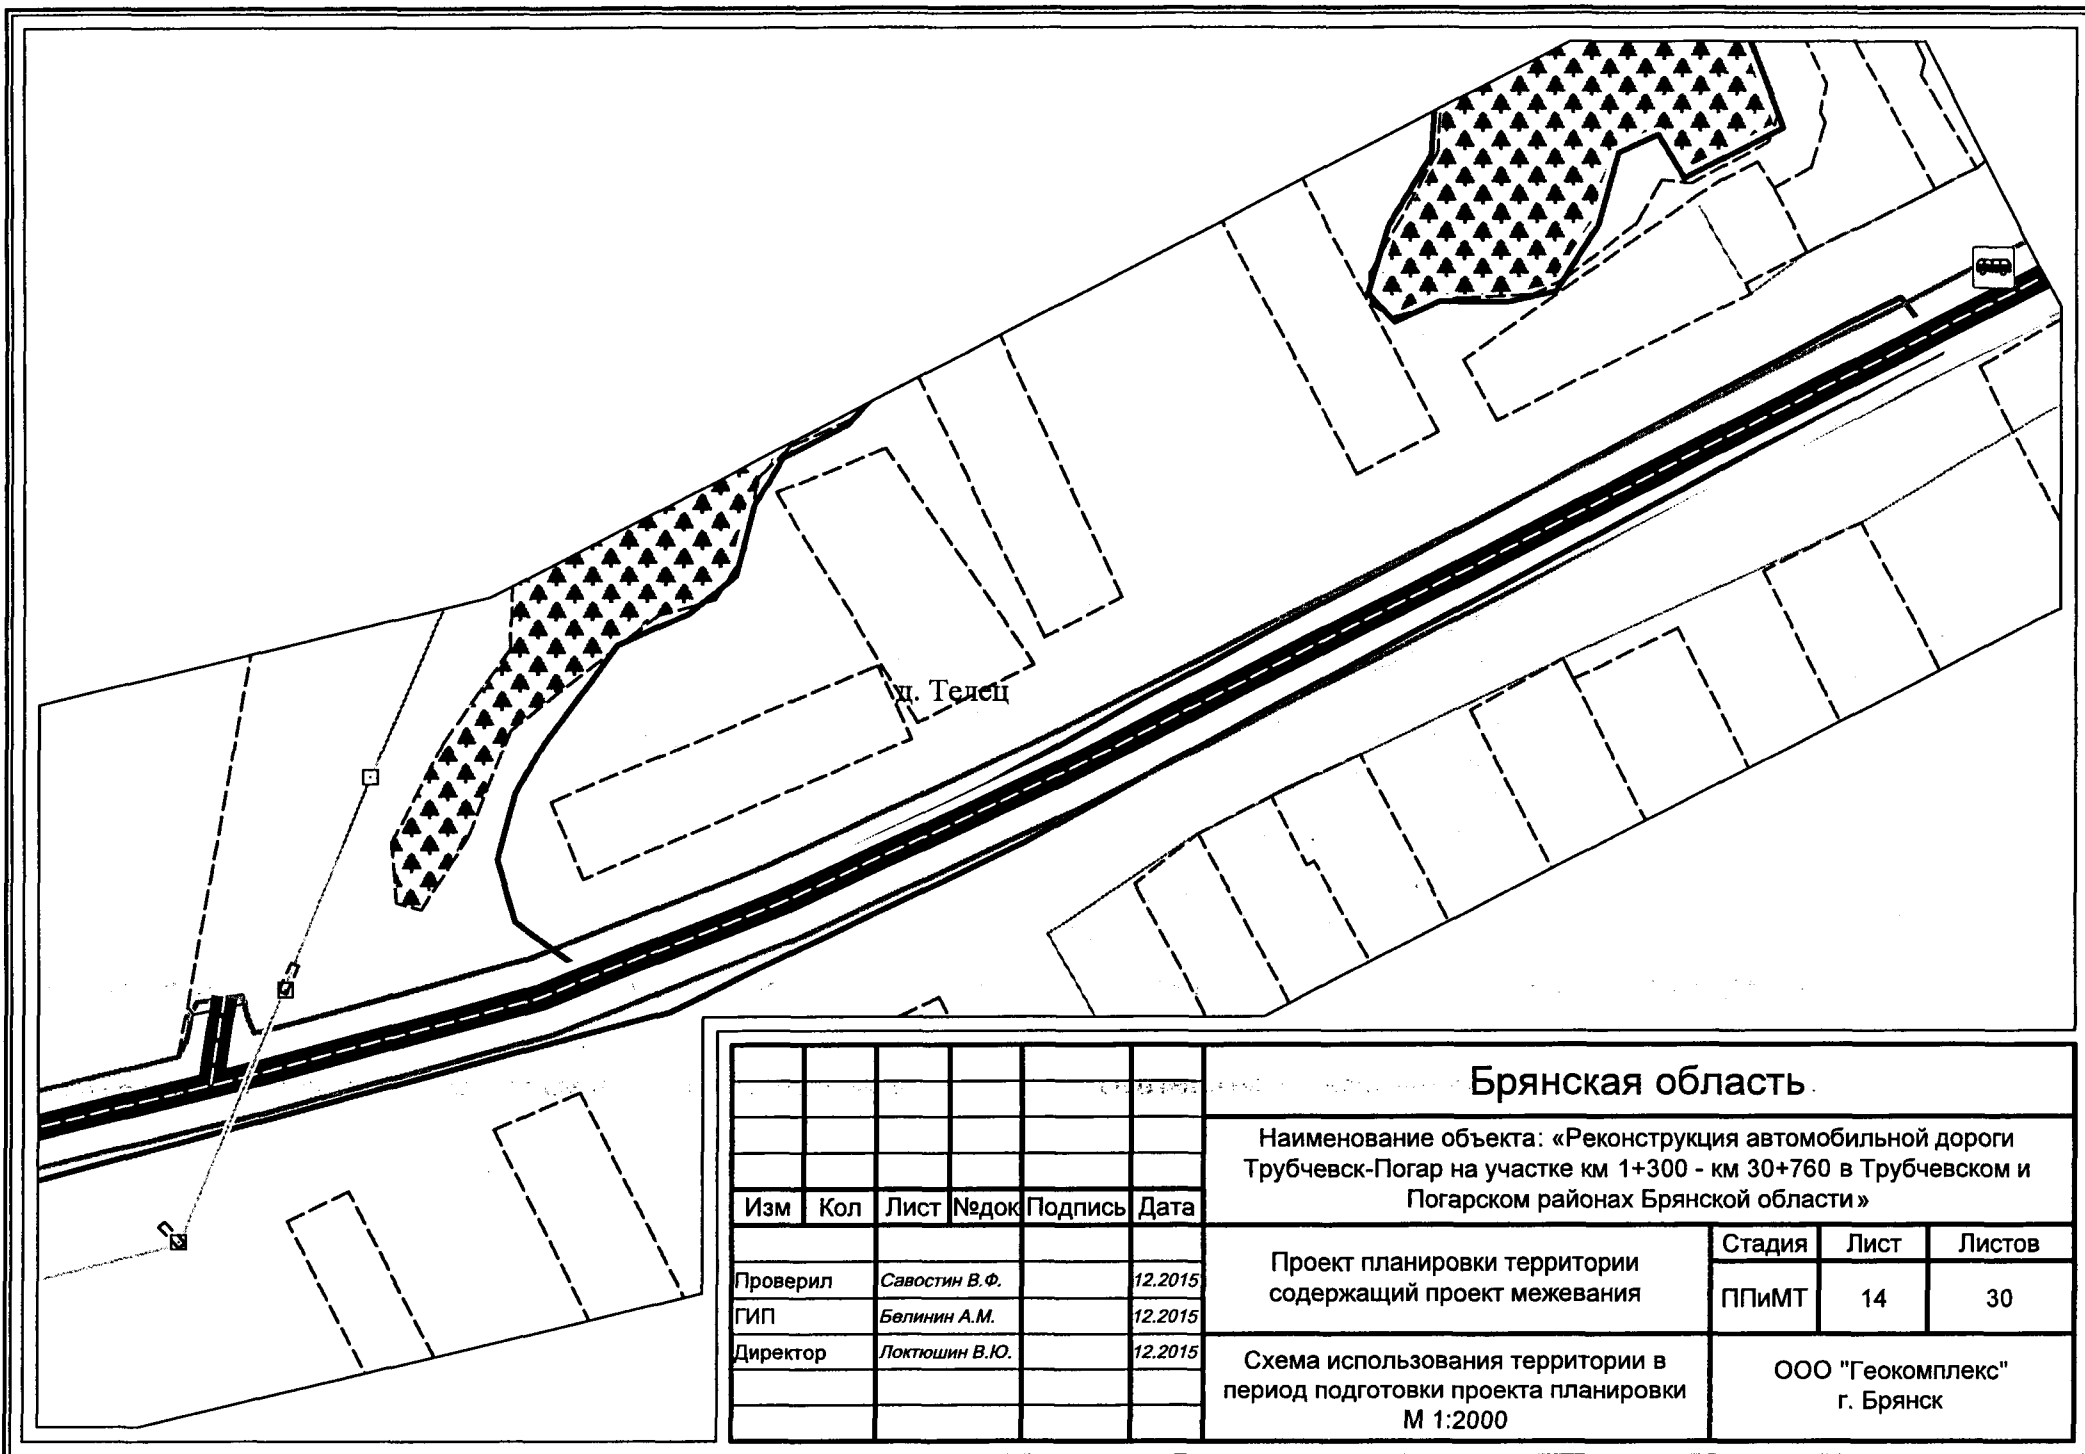 д. Телец
Брянская область
Наименование объекта: «Реконструкция автомобильной дороги
Трубчевск-Погар на участке км 1+300 - км 30+760 в Трубчевском и
Погарском районах Брянской области»
Изм Кол Лист №док Подпись Дата
Проект планировки территории
содержащий проект межевания
Стадия Лист Листов
ППиМТ 14 30
Проверил Савостин В.Ф. 12.2015
ГИП Белинин А.М. 12.2015
Директор Локтюшин В.Ю. 12.2015
Схема использования территории в
период подготовки проекта планировки
М 1:2000
ООО "Геокомплекс"
г. Брянск